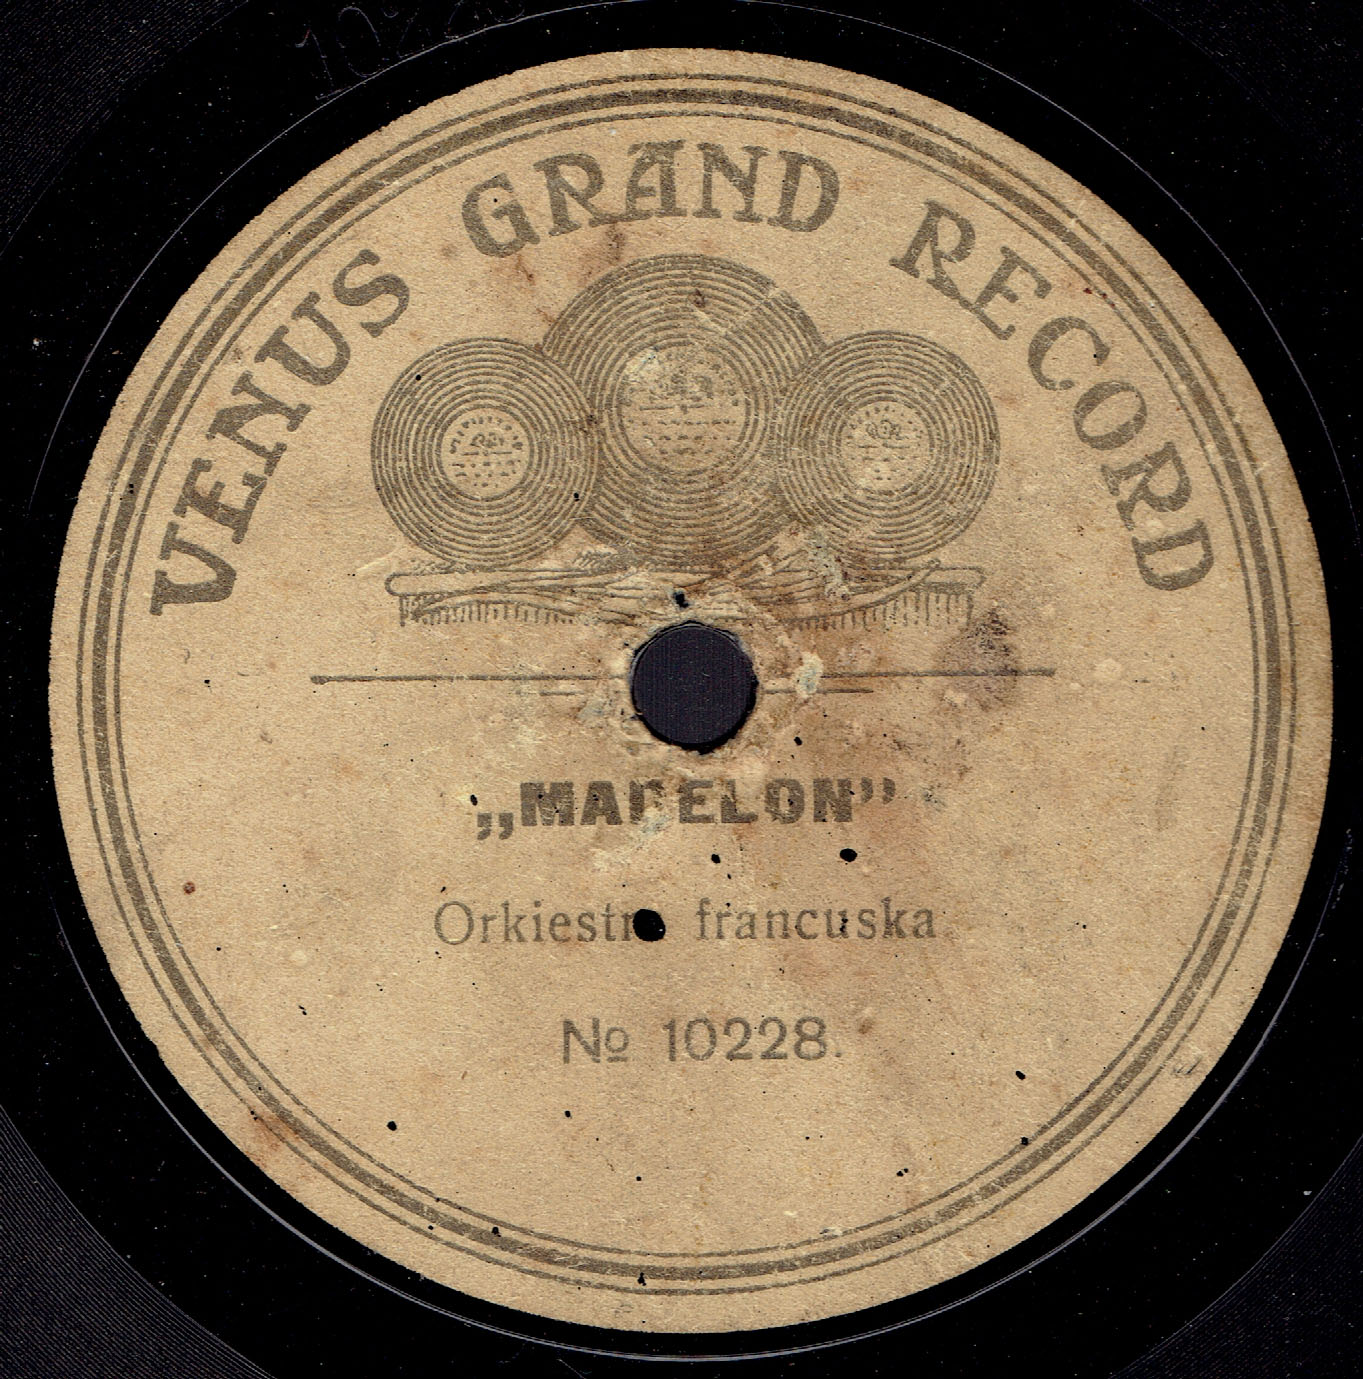 VENUS GRAND RECORD
„MADELON”
Orkiestra francuska
№ 10228.